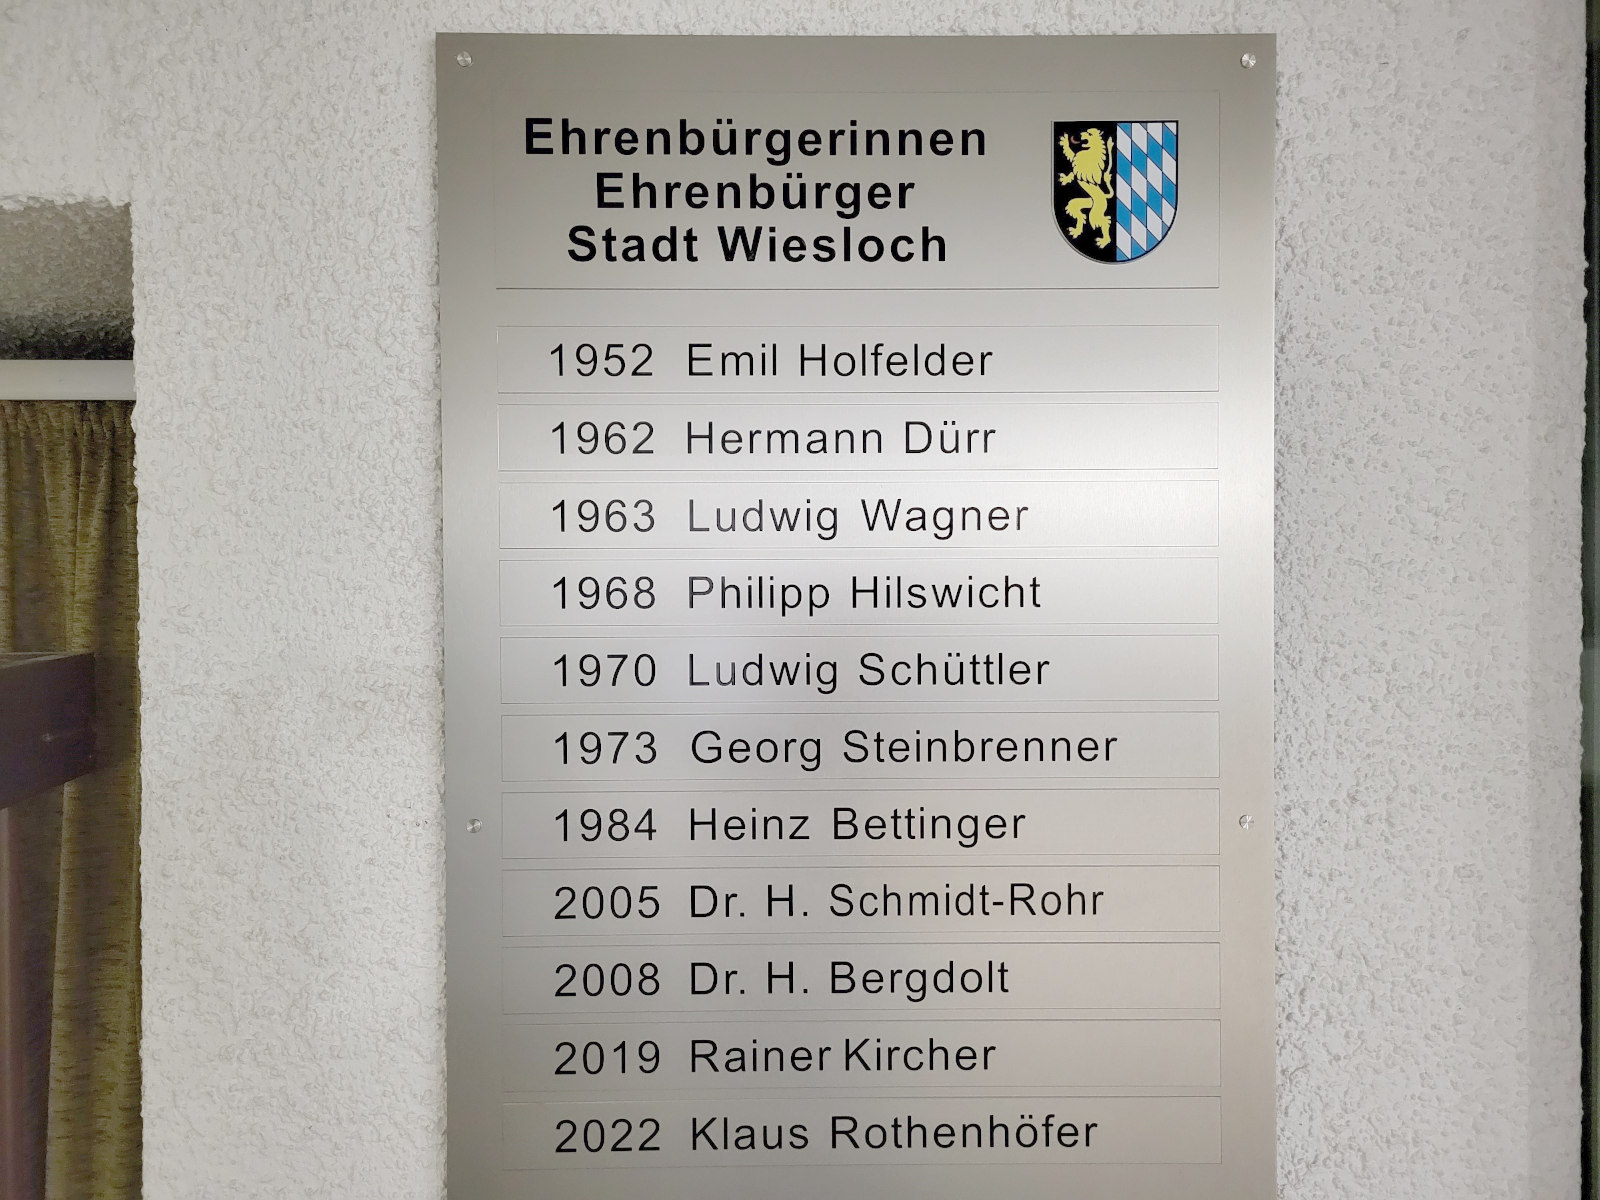 Ehrenbürgerinnen
Ehrenbürger
Stadt Wiesloch
1952 Emil Holfelder
1962 Hermann Dürr
1963 Ludwig Wagner
1968 Philipp Hilswicht
1970 Ludwig Schüttler
1973 Georg Steinbrenner
1984 Heinz Bettinger
2005 Dr. H. Schmidt-Rohr
2008 Dr. H. Bergdolt
2019 Rainer Kircher
2022 Klaus Rothenhöfer